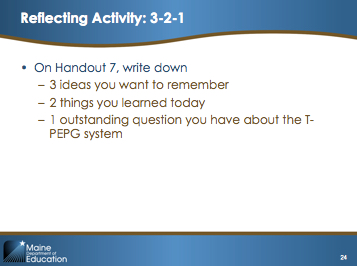 Reflecting Activity: 3-2-1
• On Handout 7, write down
– 3 ideas you want to remember
– 2 things you learned today
– 1 outstanding question you have about the T-
PEPG system
Maine
Department of
Education
24